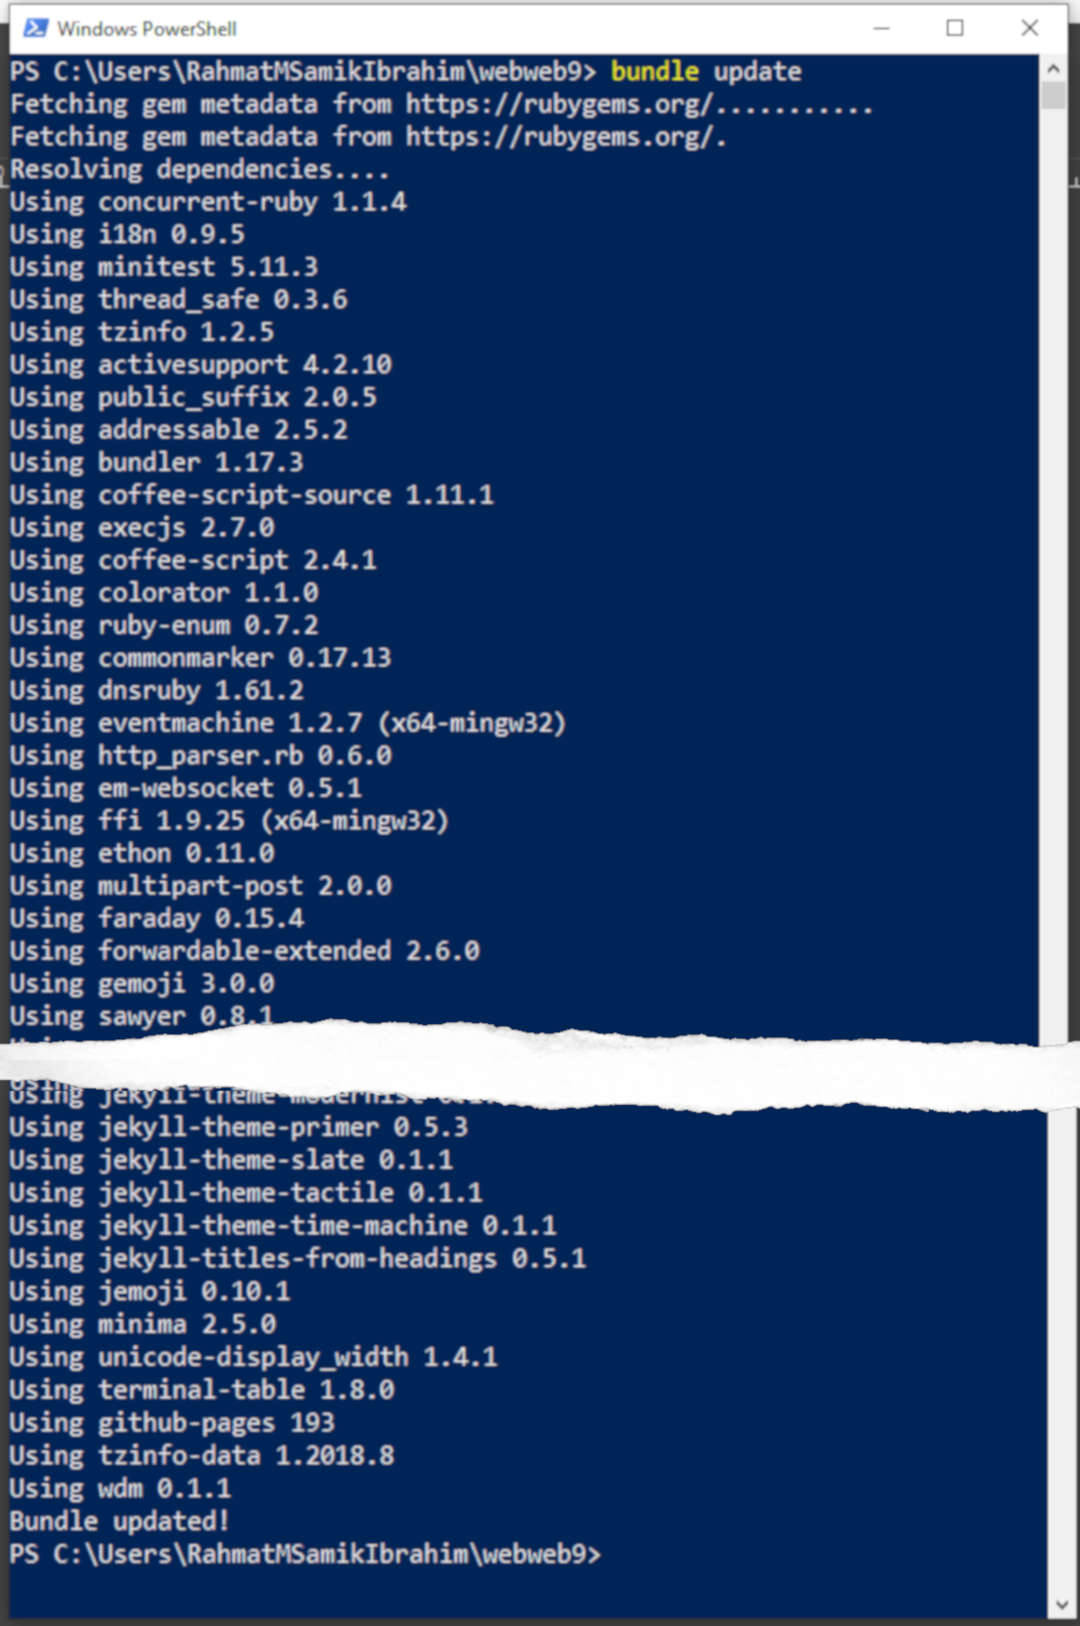 Windows PowerShell
PS C:\Users\RahmatMSamikIbrahim\webweb9> bundle update
Fetching gem metadata from https://rubygems.org/...........
Fetching gem metadata from https://rubygems.org/.
Resolving dependencies....
Using concurrent-ruby 1.1.4
Using i18n 0.9.5
Using minitest 5.11.3
Using thread_safe 0.3.6
Using tzinfo 1.2.5
Using activesupport 4.2.10
Using public_suffix 2.0.5
Using addressable 2.5.2
Using bundler 1.17.3
Using coffee-script-source 1.11.1
Using execjs 2.7.0
Using coffee-script 2.4.1
Using colorator 1.1.0
Using ruby-enum 0.7.2
Using commonmarker 0.17.13
Using dnsruby 1.61.2
Using eventmachine 1.2.7 (x64-mingw32)
Using http_parser.rb 0.6.0
Using em-websocket 0.5.1
Using ffi 1.9.25 (x64-mingw32)
Using ethon 0.11.0
Using multipart-post 2.0.0
Using faraday 0.15.4
Using forwardable-extended 2.6.0
Using gemoji 3.0.0
Using sawyer 0.8.1
Using jekyll-theme-modernist
Using jekyll-theme-primer 0.5.3
Using jekyll-theme-slate 0.1.1
Using jekyll-theme-tactile 0.1.1
Using jekyll-theme-time-machine 0.1.1
Using jekyll-titles-from-headings 0.5.1
Using jemoji 0.10.1
Using minima 2.5.0
Using unicode-display_width 1.4.1
Using terminal-table 1.8.0
Using github-pages 193
Using tzinfo-data 1.2018.8
Using wdm 0.1.1
Bundle updated!
PS C:\Users\RahmatMSamikIbrahim\webweb9>